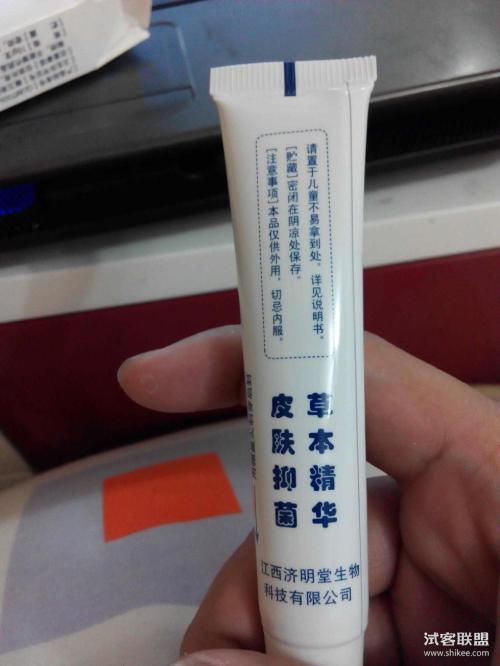 请置于儿童不易拿到处。详见说明书。
[贮藏]密闭在阴凉处保存。
[注意事项]本品仅供外用，切忌内服。
草本精华
皮肤抑菌
江西济明堂生物
科技有限公司
试客联盟
www.shikee.com